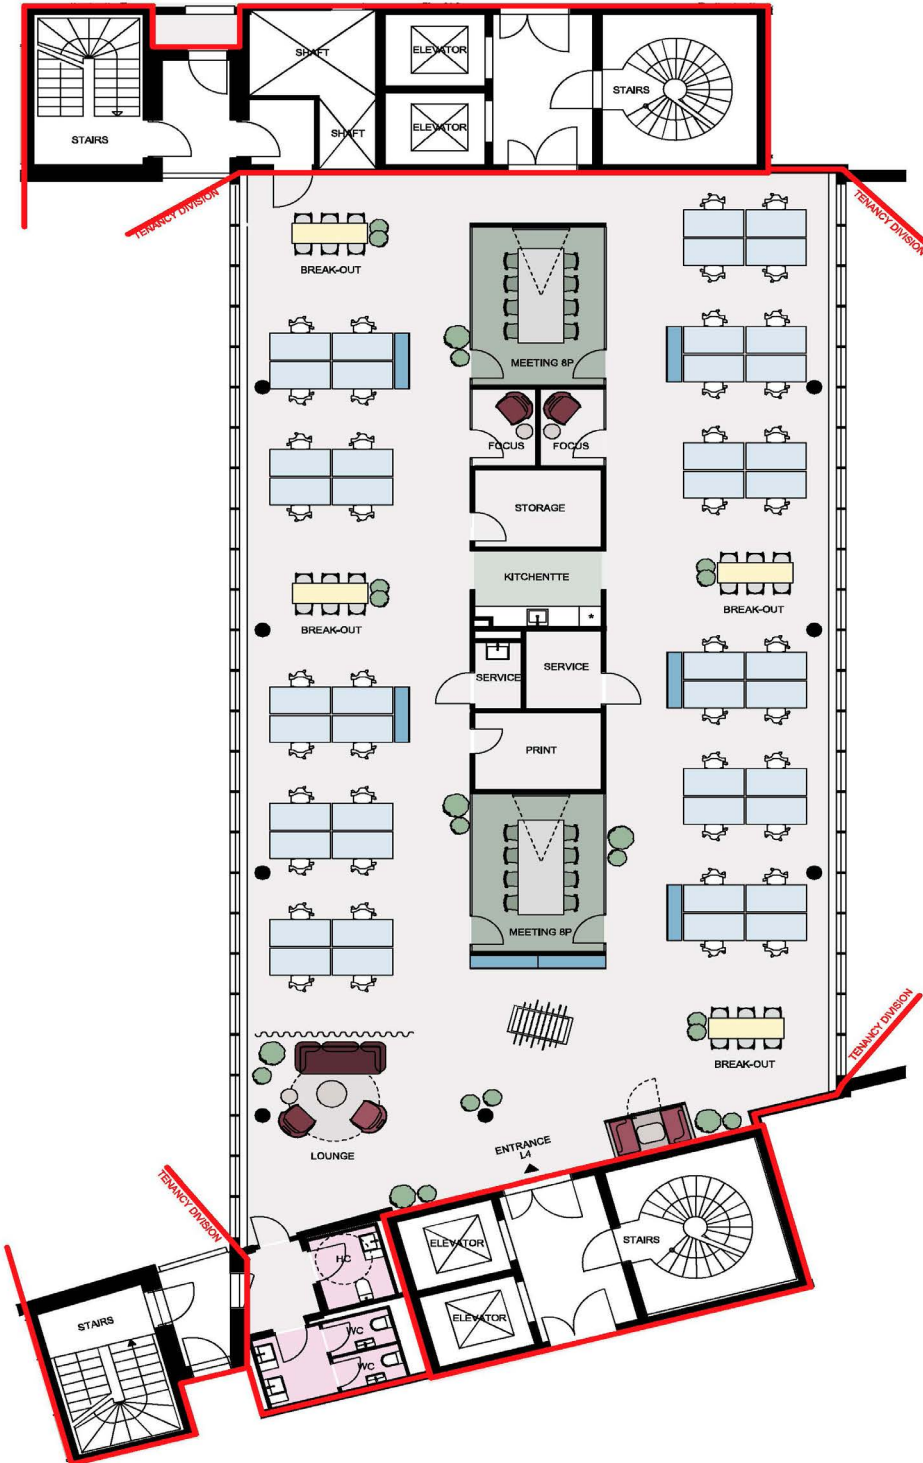 SHAFT
ELEVATOR
STAIRS
STAIRS
SHAFT
ELEVATOR
TENANCY DIVISION
TENANCY DIVISION
BREAK-OUT
MEETING 8P
FOCUS
FOCUS
STORAGE
KITCHENTTE
*
BREAK-OUT
BREAK-OUT
SERVICE
SERVICE
PRINT
MEETING 8P
TENANCY DIVISION
BREAK-OUT
LOUNGE
ENTRANCE
L4
TENANCY DIVISION
HC
ELEVATOR
STAIRS
STAIRS
WC
ELEVATOR
WC